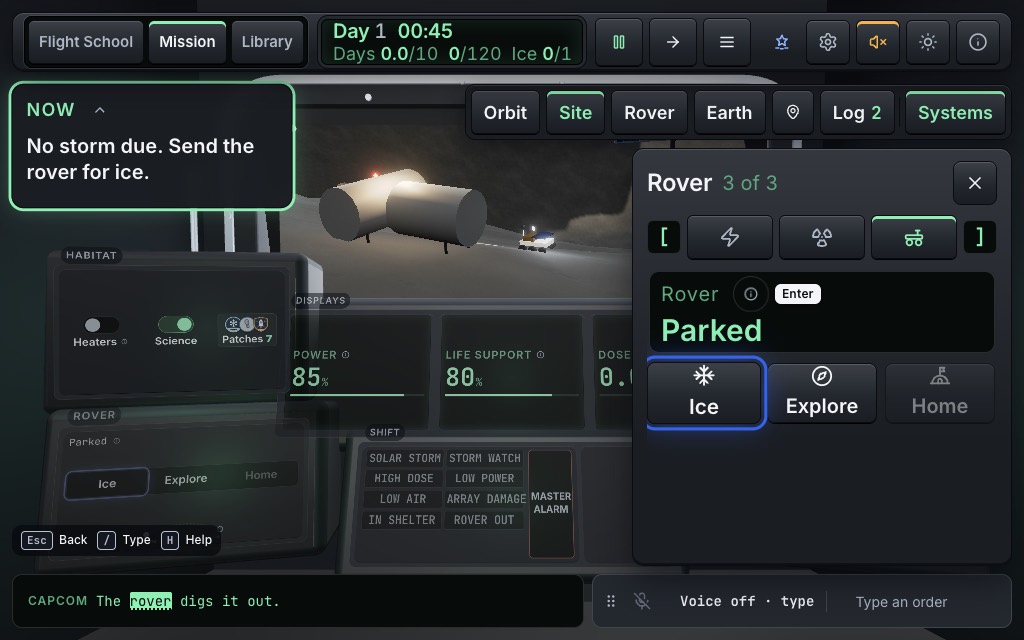 Flight School Mission Library
Day 1 00:45
Days 0.0/10 0/120 Ice 0/1
NOW
No storm due. Send the
rover for ice.
Orbit Site Rover Earth Log 2 Systems
Rover 3 of 3
[ ]
Rover Enter
Parked
Ice Explore Home
HABITAT
Heaters Science Patches 7
DISPLAYS
POWER LIFE SUPPORT DOSE
85% 80% 0.
ROVER
Parked
Ice Explore Home
SHIFT
SOLAR STORM STORM WATCH
HIGH DOSE LOW POWER
LOW AIR ARRAY DAMAGE
IN SHELTER ROVER OUT
MASTER
ALARM
Esc Back / Type H Help
CAPCOM The rover digs it out.
Voice off · type Type an order